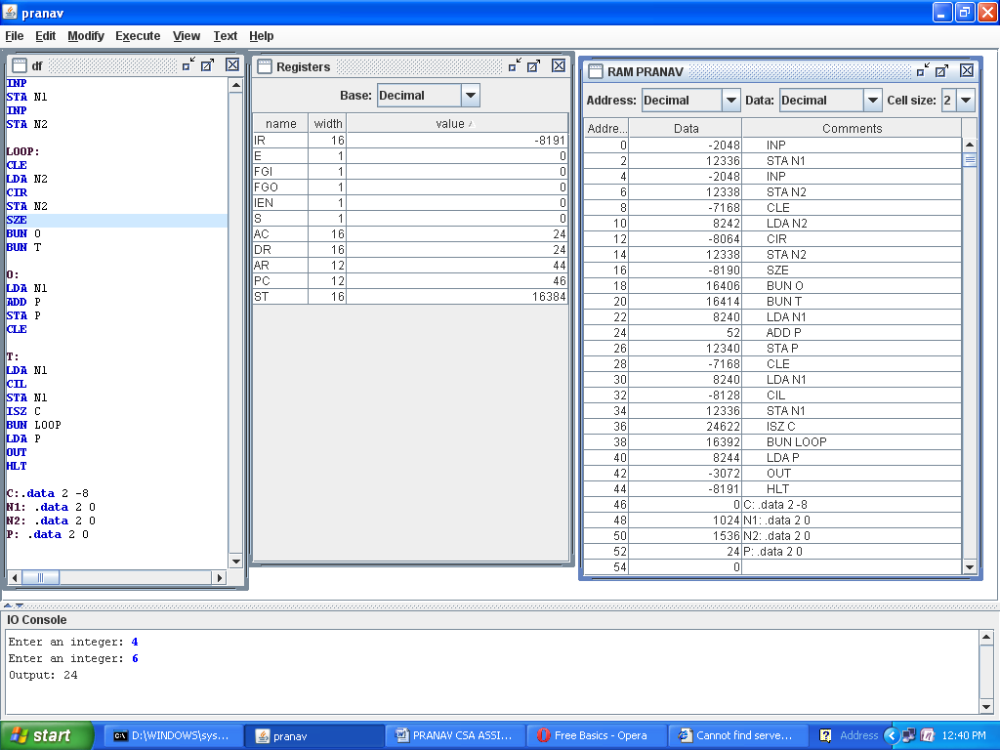 pranav
File Edit Modify Execute View Text Help
df
INP
STA N1
INP
STA N2
LOOP:
CLE
LDA N2
CIR
STA N2
SZE
BUN O
BUN T
O:
LDA N1
ADD P
STA P
CLE
T:
LDA N1
CIL
STA N1
ISZ C
BUN LOOP
LDA P
OUT
HLT
C:.data 2 -8
N1: .data 2 0
N2: .data 2 0
P: .data 2 0
Registers
Base: Decimal
name width value
IR 16 -8191
E 1 0
FGI 1 0
FGO 1 0
IEN 1 0
S 1 0
AC 16 24
DR 16 24
AR 12 44
PC 12 46
ST 16 16384
RAM PRANAV
Address: Decimal Data: Decimal Cell size: 2
Addre... Data Comments
0 -2048 INP
2 12336 STA N1
4 -2048 INP
6 12338 STA N2
8 -7168 CLE
10 8242 LDA N2
12 -8064 CIR
14 12338 STA N2
16 -8190 SZE
18 16406 BUN O
20 16414 BUN T
22 8240 LDA N1
24 52 ADD P
26 12340 STA P
28 -7168 CLE
30 8240 LDA N1
32 -8128 CIL
34 12336 STA N1
36 24622 ISZ C
38 16392 BUN LOOP
40 8244 LDA P
42 -3072 OUT
44 -8191 HLT
46 0 C: .data 2 -8
48 1024 N1: .data 2 0
50 1536 N2: .data 2 0
52 24 P: .data 2 0
54 0
IO Console
Enter an integer: 4
Enter an integer: 6
Output: 24
start D:\WINDOWS\sys... pranav PRANAV CSA ASSI... Free Basics - Opera Cannot find serve... Address 12:40 PM